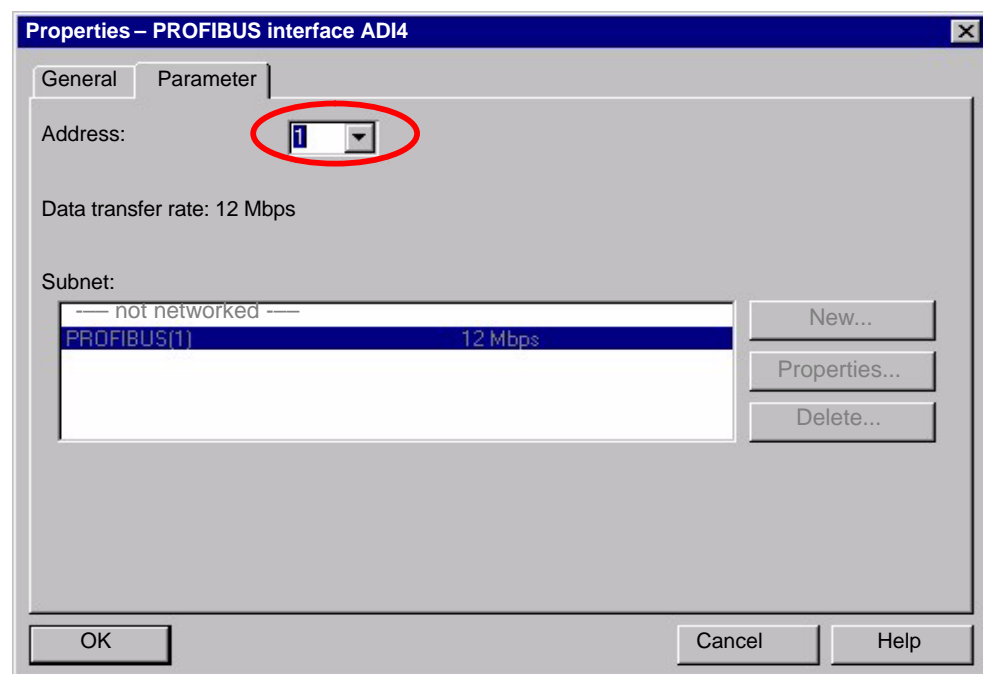 Properties – PROFIBUS interface ADI4
General Parameter
Address: 1
Data transfer rate: 12 Mbps
Subnet:
-–– not networked -––
New...
PROFIBUS(1) 12 Mbps
Properties...
Delete...
OK Cancel Help